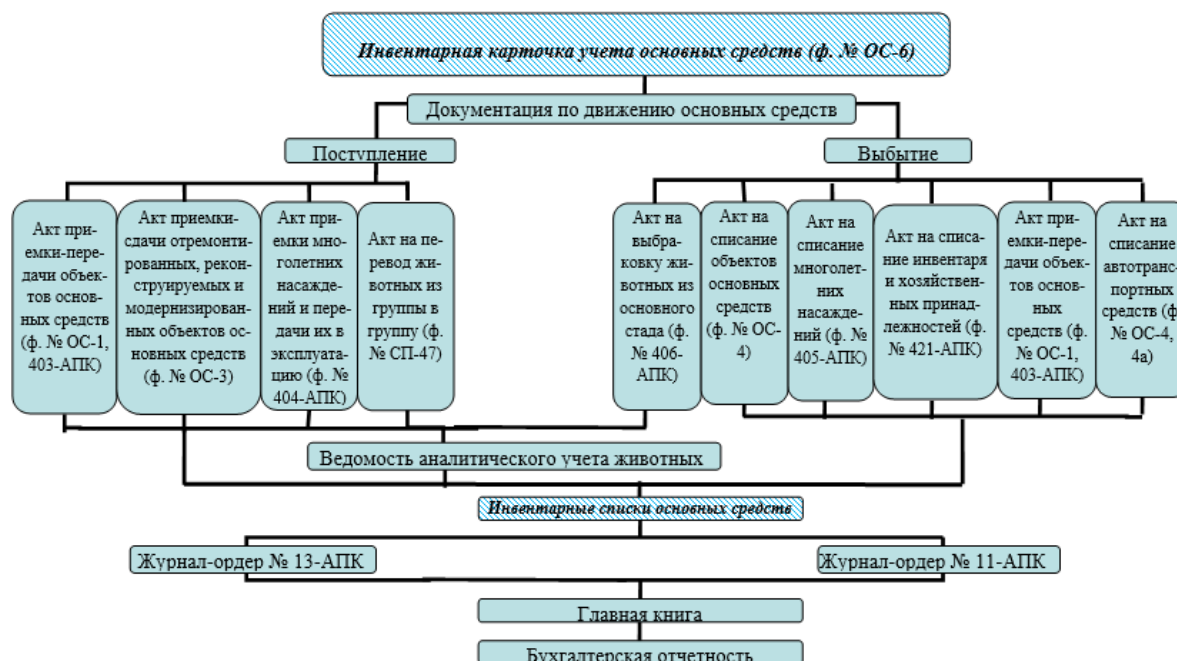 Инвентарная карточка учета основных средств (ф. № ОС-6)
Документация по движению основных средств
Поступление
Выбытие
Акт при-
емки-пере-
дачи объек-
тов основ-
ных средств
(ф. № ОС-1,
403-АПК)
Акт приемки-
сдачи отремонти-
рованных, рекон-
струируемых и
модернизирован-
ных объектов ос-
новных средств
(ф. № ОС-3)
Акт при-
емки мно-
голетних
насажде-
ний и пере-
дачи их в
эксплуата-
цию (ф. №
404-АПК)
Акт на пе-
ревод жи-
вотных из
группы в
группу (ф.
№ СП-47)
Акт на
выбра-
ковку жи-
вотных из
основного
стада (ф.
№ 406-
АПК)
Акт на
списание
объектов
основных
средств
(ф. № ОС-
4)
Акт на
списание
многолет-
них
насажде-
ний (ф. №
405-АПК)
Акт на списа-
ние инвентаря
и хозяйствен-
ных принад-
лежностей (ф.
№ 421-АПК)
Акт при-
емки-пере-
дачи объек-
тов основ-
ных
средств (ф.
№ ОС-1,
403-АПК)
Акт на
списание
автотранс-
портных
средств (ф.
№ ОС-4,
4а)
Ведомость аналитического учета животных
Инвентарные списки основных средств
Журнал-ордер № 13-АПК
Журнал-ордер № 11-АПК
Главная книга
Бухгалтерская отчетность